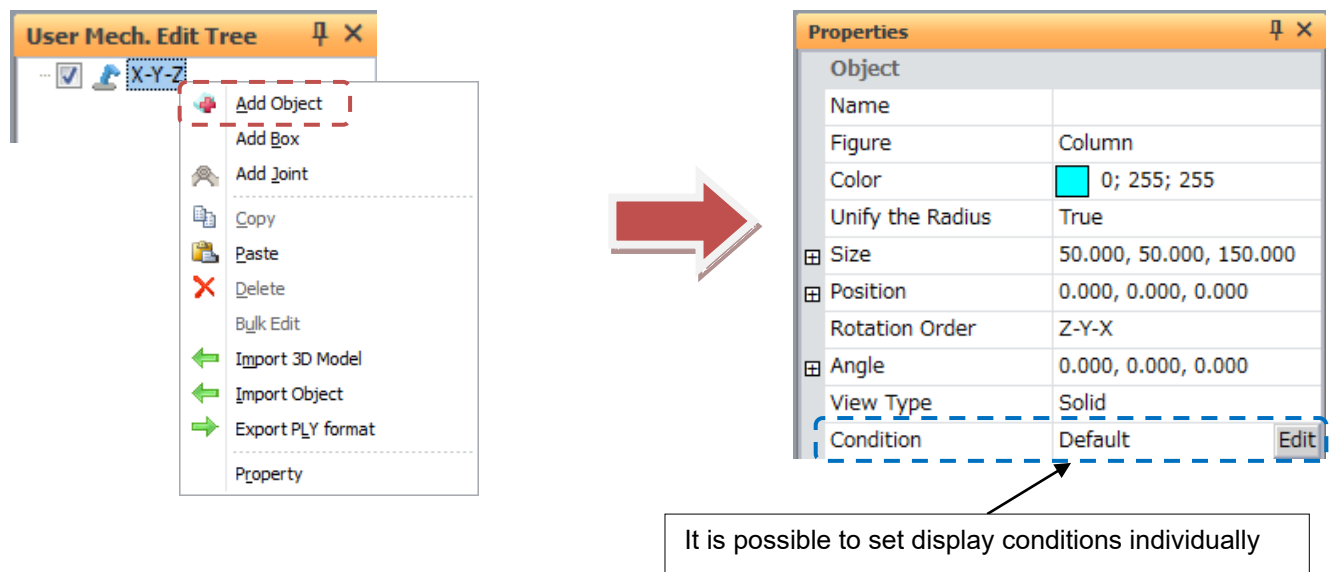 User Mech. Edit Tree
X-Y-Z
Add Object
Add Box
Add Joint
Copy
Paste
Delete
Bulk Edit
Import 3D Model
Import Object
Export PLY format
Property
Properties
Object
Name
Figure Column
Color 0; 255; 255
Unify the Radius True
Size 50.000, 50.000, 150.000
Position 0.000, 0.000, 0.000
Rotation Order Z-Y-X
Angle 0.000, 0.000, 0.000
View Type Solid
Condition Default Edit
It is possible to set display conditions individually